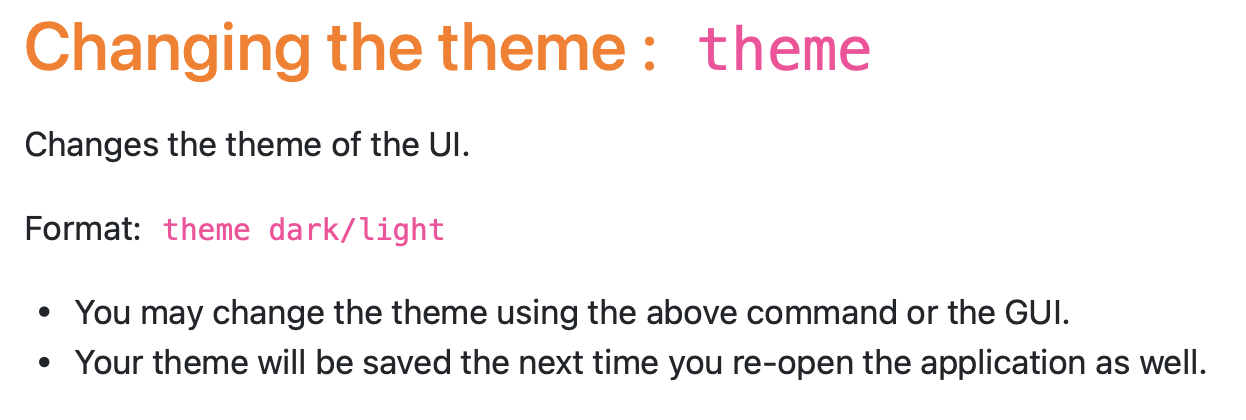 Changing the theme : theme
Changes the theme of the UI.
Format: theme dark/light
• You may change the theme using the above command or the GUI.
• Your theme will be saved the next time you re-open the application as well.